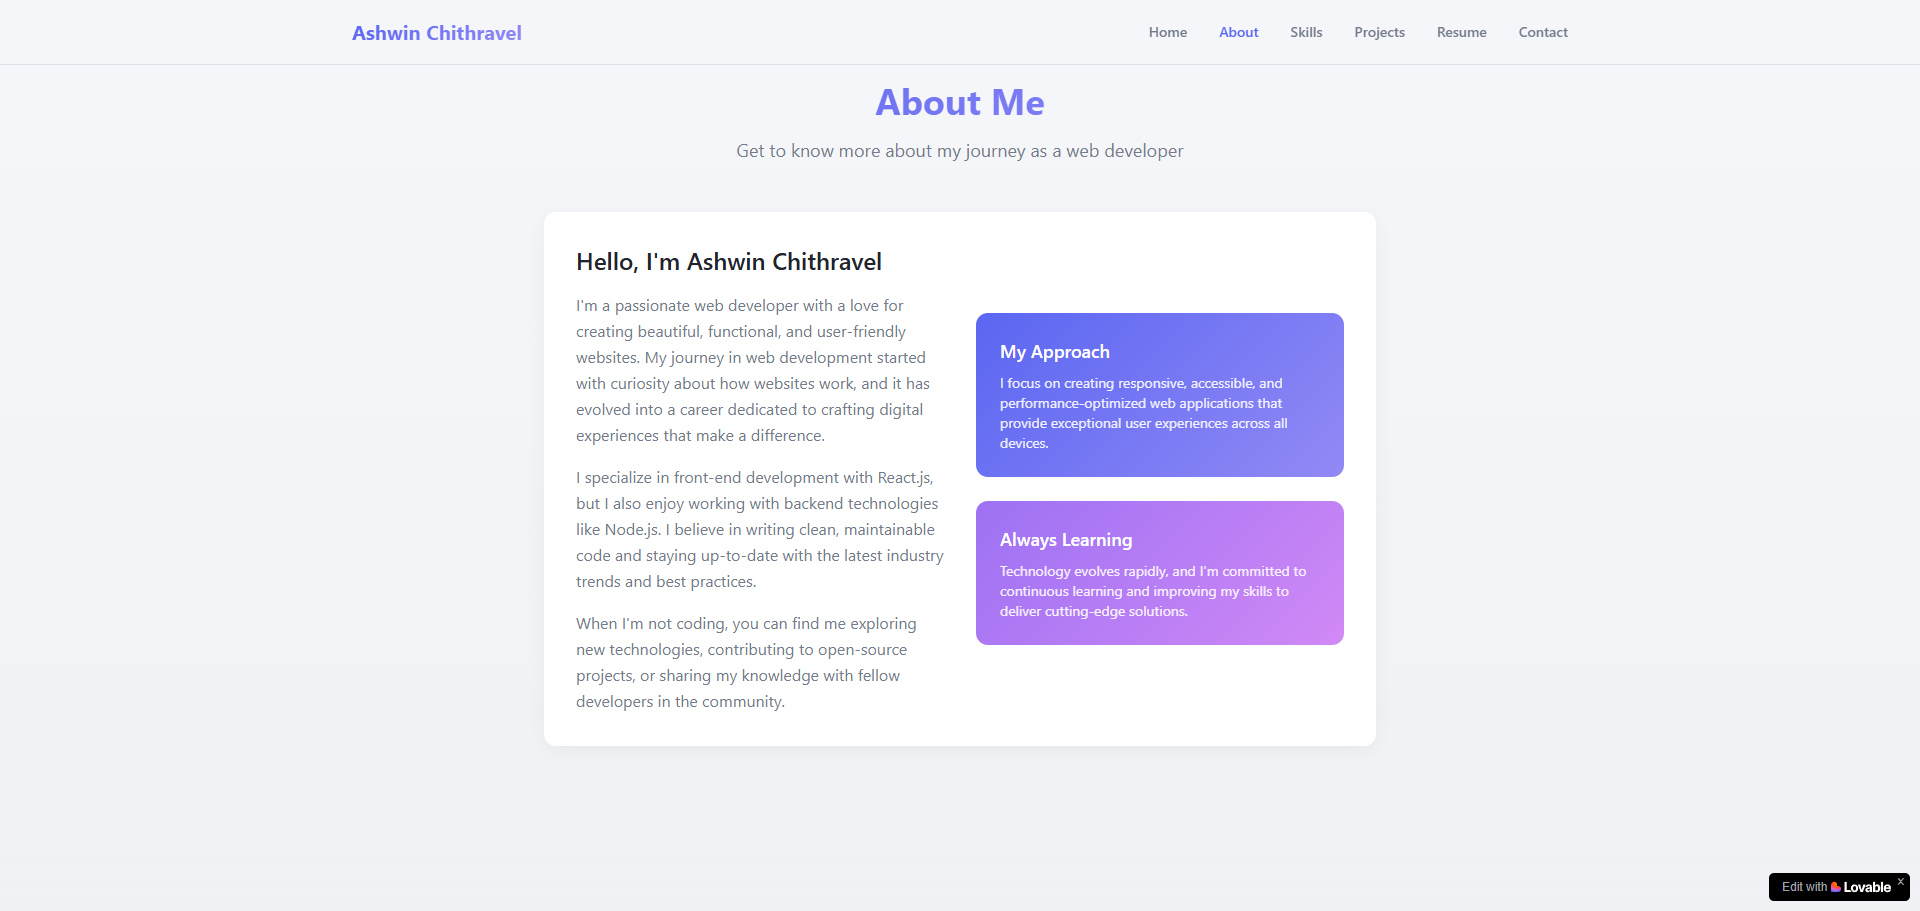 Ashwin Chithravel
Home
About
Skills
Projects
Resume
Contact
About Me
Get to know more about my journey as a web developer
Hello, I'm Ashwin Chithravel
I'm a passionate web developer with a love for
creating beautiful, functional, and user-friendly
websites. My journey in web development started
with curiosity about how websites work, and it has
evolved into a career dedicated to crafting digital
experiences that make a difference.
I specialize in front-end development with React.js,
but I also enjoy working with backend technologies
like Node.js. I believe in writing clean, maintainable
code and staying up-to-date with the latest industry
trends and best practices.
When I'm not coding, you can find me exploring
new technologies, contributing to open-source
projects, or sharing my knowledge with fellow
developers in the community.
My Approach
I focus on creating responsive, accessible, and
performance-optimized web applications that
provide exceptional user experiences across all
devices.
Always Learning
Technology evolves rapidly, and I'm committed to
continuous learning and improving my skills to
deliver cutting-edge solutions.
Edit with Lovable